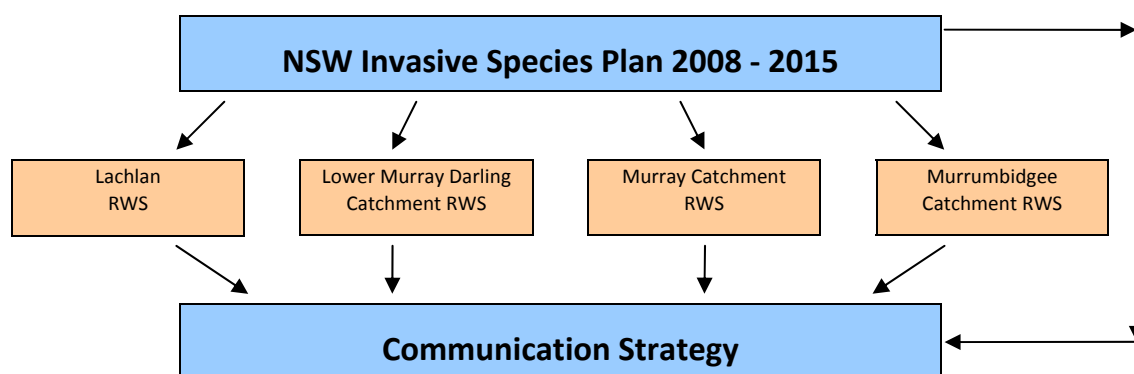 NSW Invasive Species Plan 2008 - 2015
Lachlan
RWS
Lower Murray Darling
Catchment RWS
Murray Catchment
RWS
Murrumbidgee
Catchment RWS
Communication Strategy